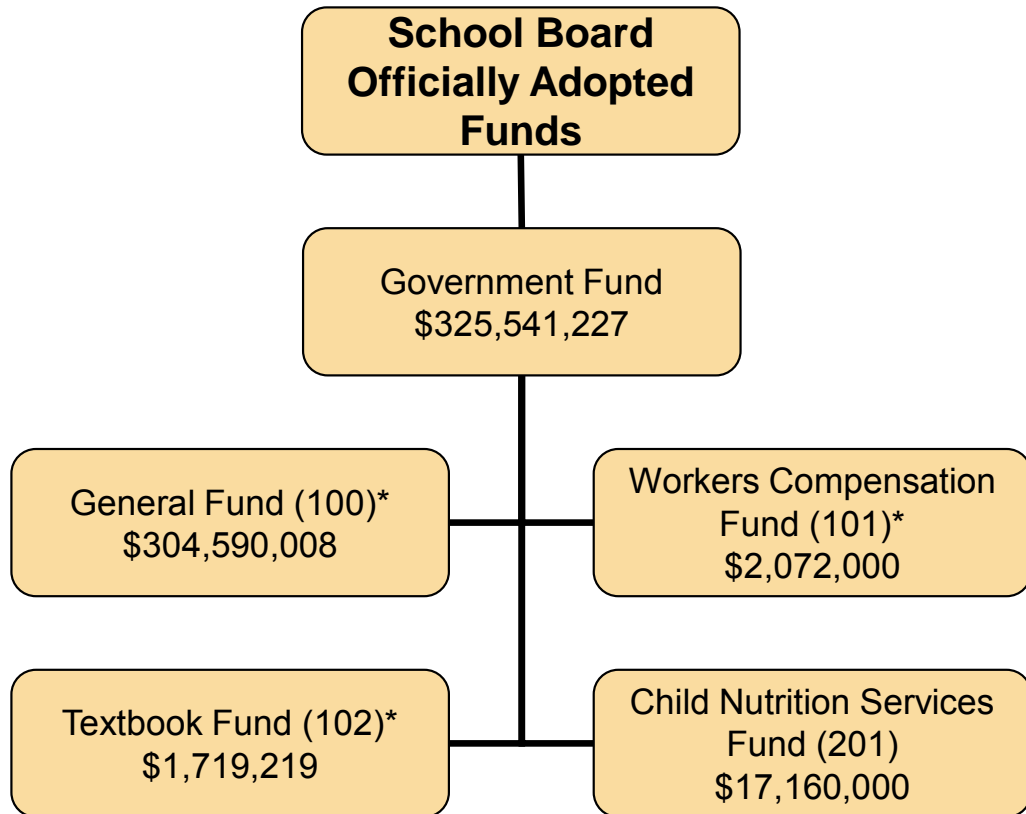 School Board
Officially Adopted
Funds
Government Fund
$325,541,227
General Fund (100)*
$304,590,008
Workers Compensation
Fund (101)*
$2,072,000
Textbook Fund (102)*
$1,719,219
Child Nutrition Services
Fund (201)
$17,160,000